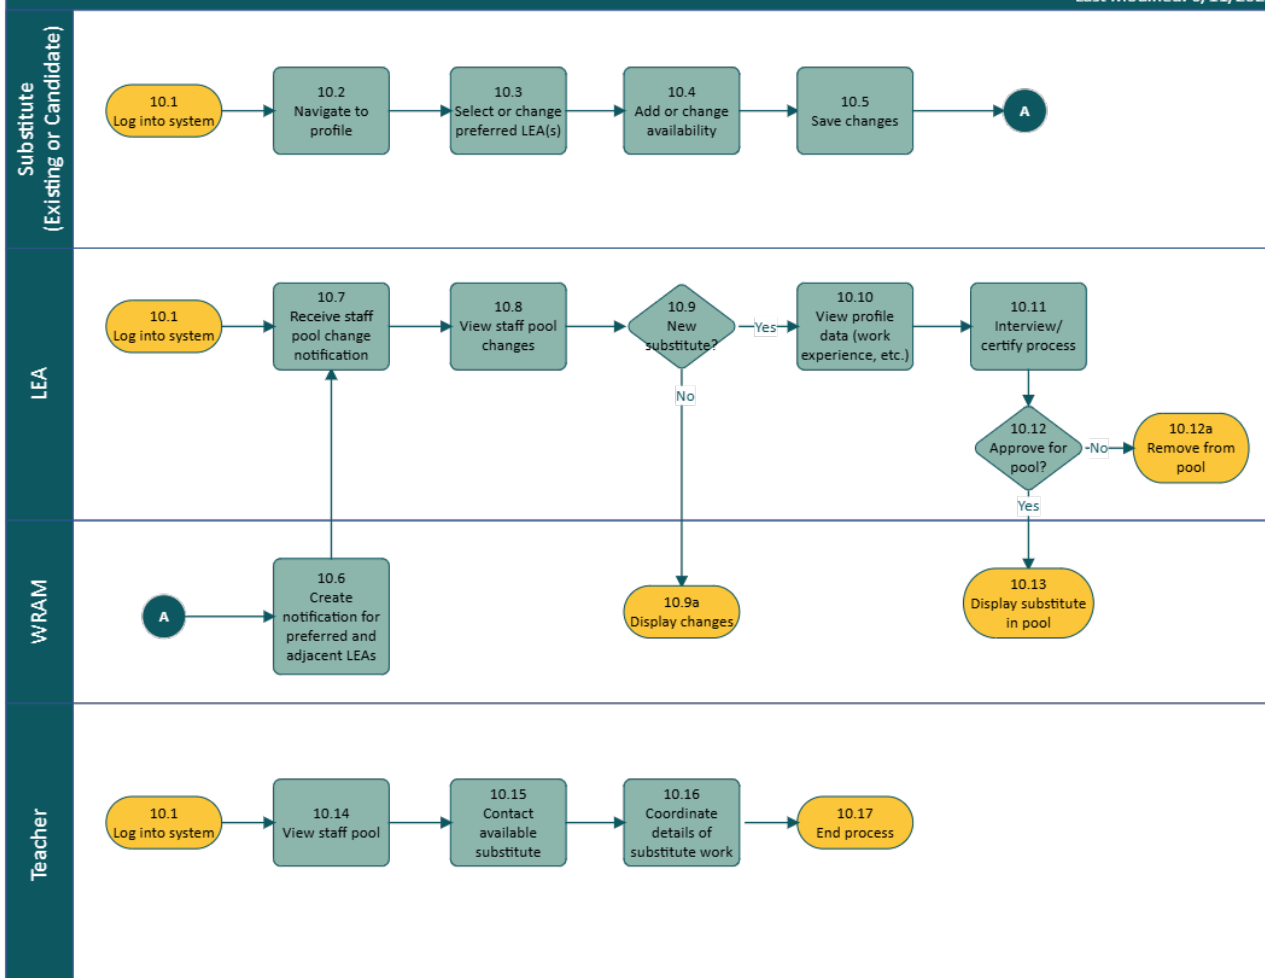 Substitute
(Existing or Candidate)
10.1
Log into system
10.2
Navigate to
profile
10.3
Select or change
preferred LEA(s)
10.4
Add or change
availability
10.5
Save changes
A
LEA
10.1
Log into system
10.7
Receive staff
pool change
notification
10.8
View staff pool
changes
10.9
New
substitute?
Yes
No
10.10
View profile
data (work
experience, etc.)
10.11
Interview/
certify process
10.12
Approve for
pool?
No
10.12a
Remove from
pool
Yes
WRAM
A
10.6
Create
notification for
preferred and
adjacent LEAs
10.9a
Display changes
10.13
Display substitute
in pool
Teacher
10.1
Log into system
10.14
View staff pool
10.15
Contact
available
substitute
10.16
Coordinate
details of
substitute work
10.17
End process